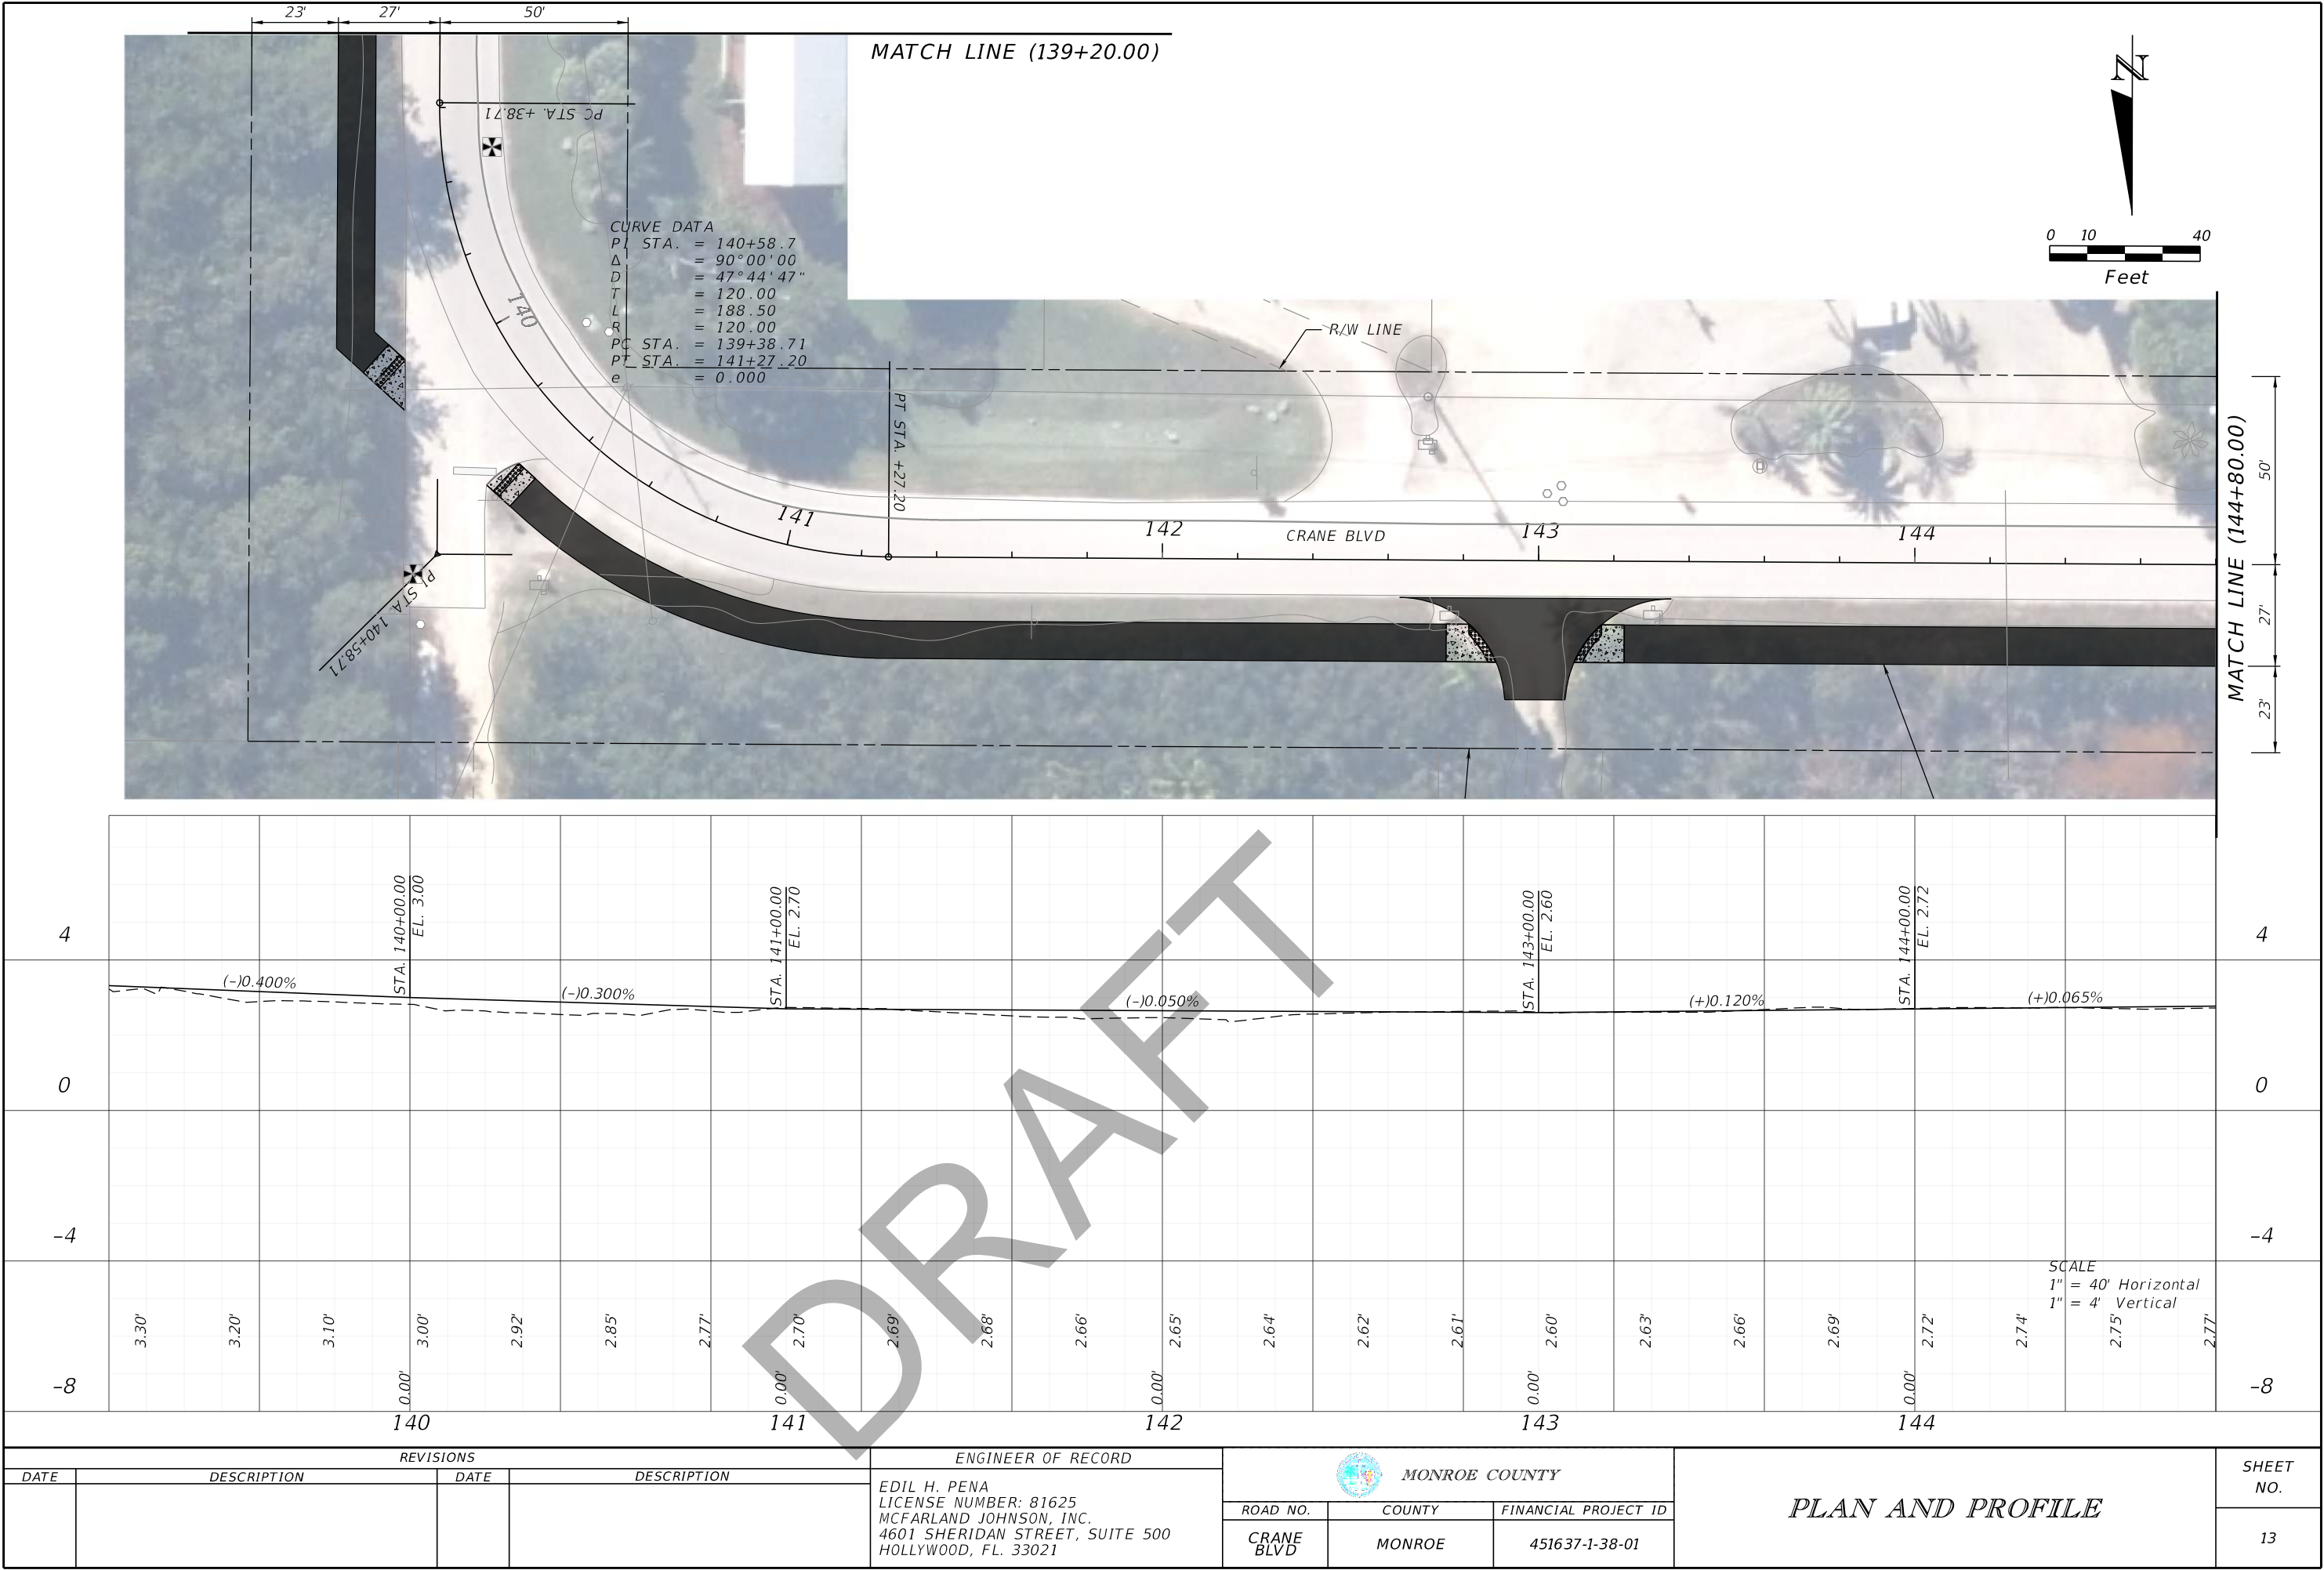 23' 27' 50'
MATCH LINE (139+20.00)
N
PC STA. +38.71
CURVE DATA
PI STA. = 140+58.7
Δ = 90°00'00
D = 47°44'47"
T = 120.00
L = 188.50
R = 120.00
PC STA. = 139+38.71
PT STA. = 141+27.20
e = 0.000
0 10 40
Feet
140
R/W LINE
PT STA. +27.20
141
142
CRANE BLVD
143
144
MATCH LINE (144+80.00)
50'
27'
23'
PI STA. 140+58.71
STA. 140+00.00
EL. 3.00
STA. 141+00.00
EL. 2.70
STA. 143+00.00
EL. 2.60
STA. 144+00.00
EL. 2.72
4 4
(-)0.400% (-)0.300% (-)0.050% (+)0.120% (+)0.065%
0 0
-4 -4
DRAFT
SCALE
1" = 40' Horizontal
1" = 4' Vertical
3.30' 3.20' 3.10' 3.00' 2.92' 2.85' 2.77' 2.70' 2.69' 2.68' 2.66' 2.65' 2.64' 2.62' 2.61' 2.60' 2.63' 2.66' 2.69' 2.72' 2.74' 2.75' 2.77'
0.00' 0.00' 0.00' 0.00' 0.00'
-8 -8
140 141 142 143 144
REVISIONS
DATE DESCRIPTION DATE DESCRIPTION
ENGINEER OF RECORD
EDIL H. PENA
LICENSE NUMBER: 81625
MCFARLAND JOHNSON, INC.
4601 SHERIDAN STREET, SUITE 500
HOLLYWOOD, FL. 33021
MONROE COUNTY
ROAD NO. COUNTY FINANCIAL PROJECT ID
CRANE
BLVD
MONROE
451637-1-38-01
PLAN AND PROFILE
SHEET
NO.
13